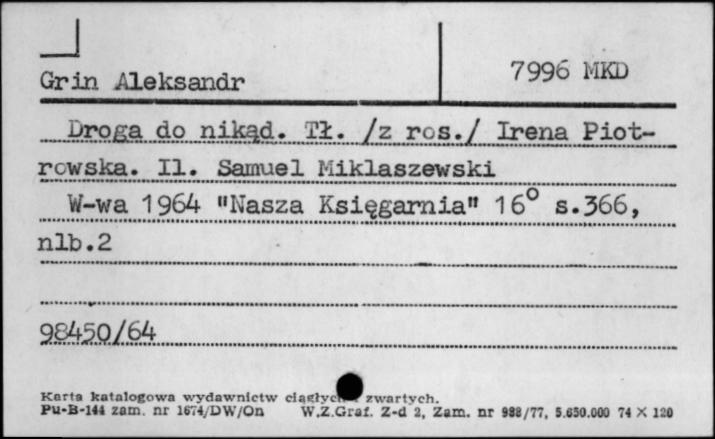 Grin Aleksandr
7996 MKD
Droga do nikąd. Tł. /z ros./ Irena Piot-
rowska. Il. Samuel Miklaszewski
W-wa 1964 "Nasza Księgarnia" 16° s.366,
nlb.2
98450/64
Karta katalogowa wydawnictw zwartych.
Pu-B-144 zam. nr 1674/DW/On W.Z.Graf. Z-d 2, Zam. nr 988/77, 5.650.000 74 X 120